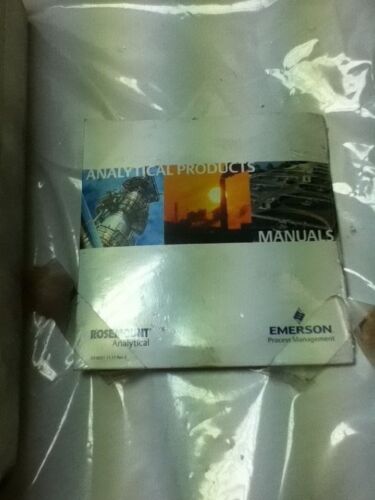 ANALYTICAL PRODUCTS
MANUALS
ROSEMOUNT
Analytical
EMERSON
Process Management